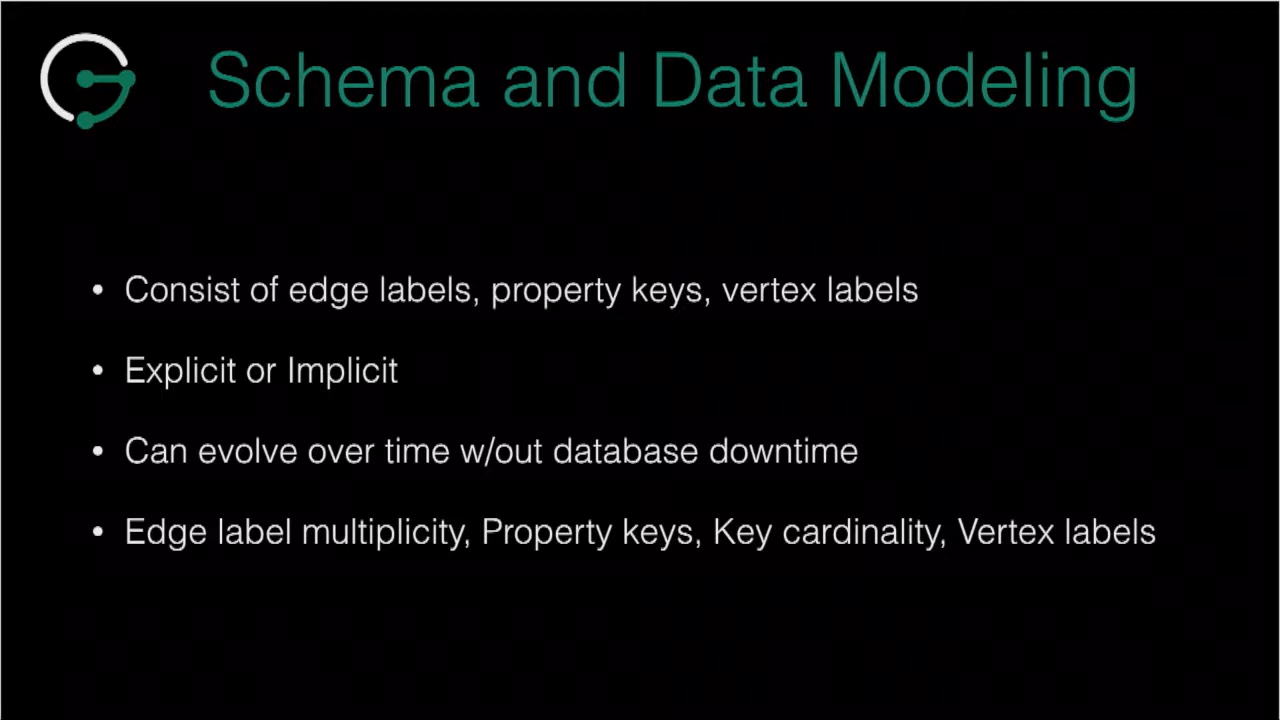 Schema and Data Modeling
• Consist of edge labels, property keys, vertex labels
• Explicit or Implicit
• Can evolve over time w/out database downtime
• Edge label multiplicity, Property keys, Key cardinality, Vertex labels